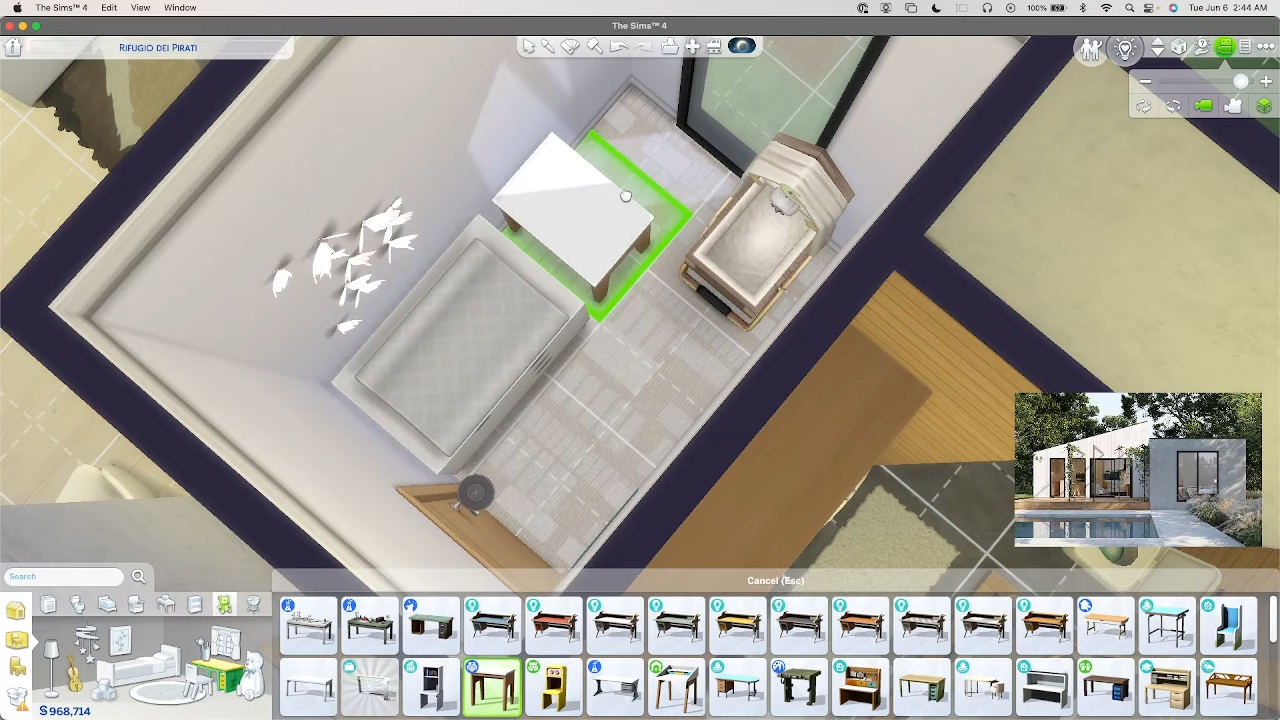 The Sims™ 4 Edit View Window
100% Tue Jun 6 2:44 AM
The Sims™ 4
RIFUGIO DEI PIRATI
Cancel (Esc)
Search
§968,714